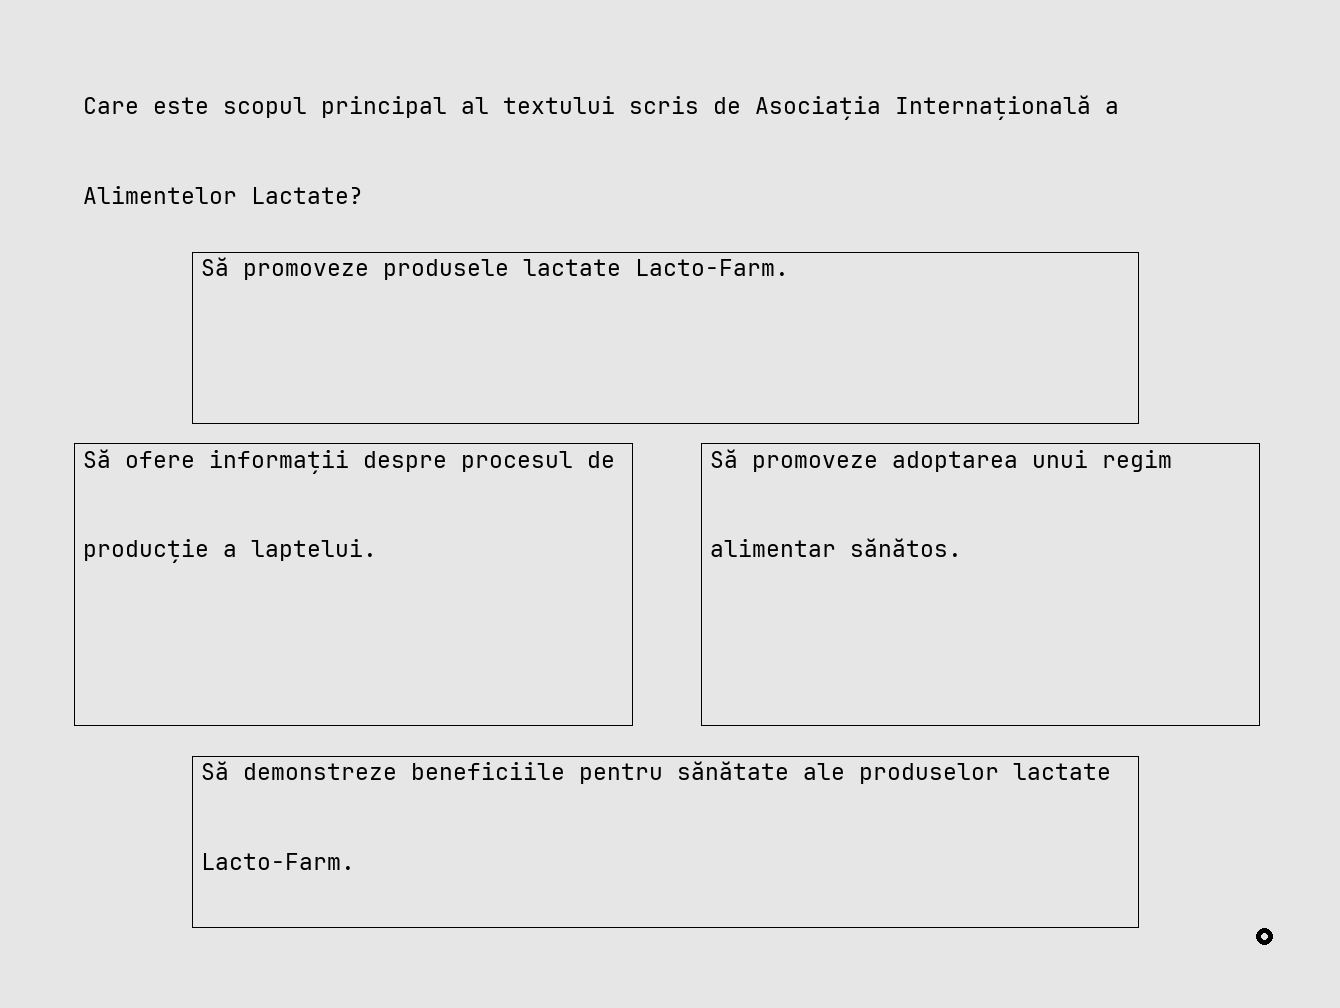 Care este scopul principal al textului scris de Asociația Internațională a
Alimentelor Lactate?
Să promoveze produsele lactate Lacto-Farm.
Să ofere informații despre procesul de
producție a laptelui.
Să promoveze adoptarea unui regim
alimentar sănătos.
Să demonstreze beneficiile pentru sănătate ale produselor lactate
Lacto-Farm.